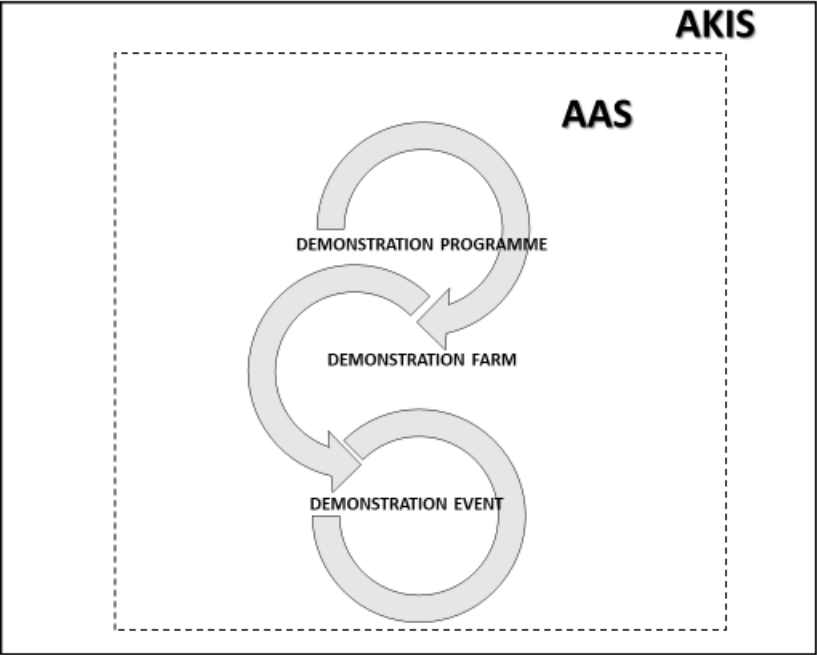 AKIS
AAS
DEMONSTRATION PROGRAMME
DEMONSTRATION FARM
DEMONSTRATION EVENT